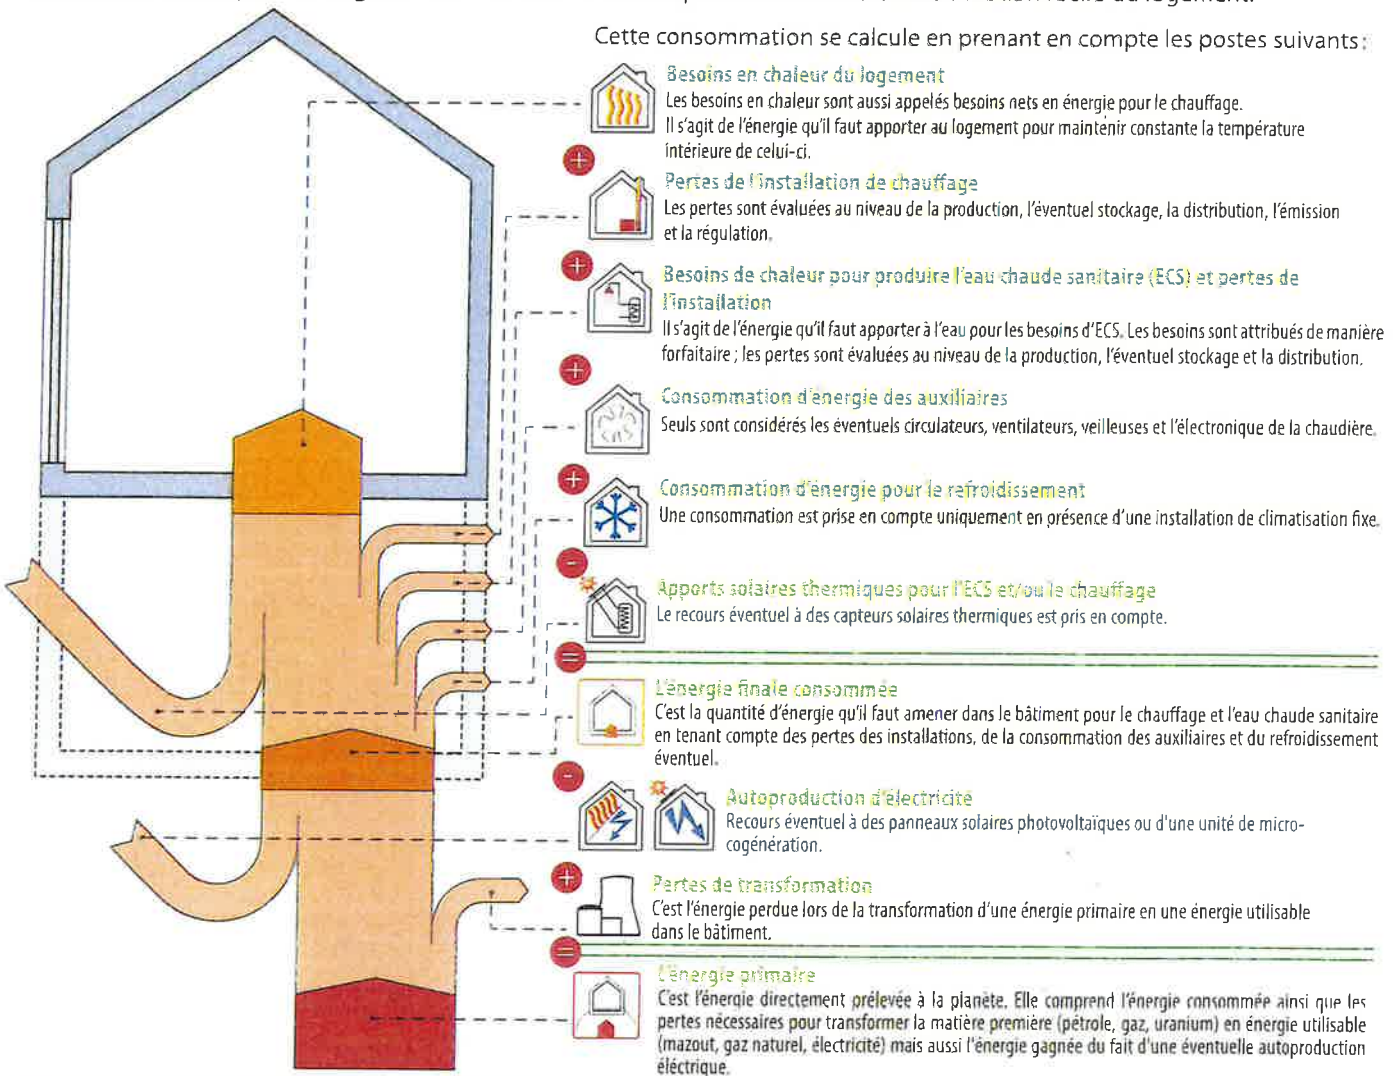 Cette consommation se calcule en prenant en compte les postes suivants :
Besoins en chaleur du logement
Les besoins en chaleur sont aussi appelés besoins nets en énergie pour le chauffage.
Il s'agit de l'énergie qu'il faut apporter au logement pour maintenir constante la température
intérieure de celui-ci.
+
Pertes de l'installation de chauffage
Les pertes sont évaluées au niveau de la production, l'éventuel stockage, la distribution, l'émission
et la régulation.
+
Besoins de chaleur pour produire l'eau chaude sanitaire (ECS) et pertes de
l'installation
Il s'agit de l'énergie qu'il faut apporter à l'eau pour les besoins d'ECS. Les besoins sont attribués de manière
forfaitaire ; les pertes sont évaluées au niveau de la production, l'éventuel stockage et la distribution.
+
Consommation d'énergie des auxiliaires
Seuls sont considérés les éventuels circulateurs, ventilateurs, veilleuses et l'électronique de la chaudière.
+
Consommation d'énergie pour le refroidissement
Une consommation est prise en compte uniquement en présence d'une installation de climatisation fixe.
-
Apports solaires thermiques pour l'ECS et/ou le chauffage
Le recours éventuel à des capteurs solaires thermiques est pris en compte.
=
L'énergie finale consommée
C'est la quantité d'énergie qu'il faut amener dans le bâtiment pour le chauffage et l'eau chaude sanitaire
en tenant compte des pertes des installations, de la consommation des auxiliaires et du refroidissement
éventuel.
-
Autoproduction d'électricité
Recours éventuel à des panneaux solaires photovoltaïques ou d'une unité de micro-
cogénération.
+
Pertes de transformation
C'est l'énergie perdue lors de la transformation d'une énergie primaire en une énergie utilisable
dans le bâtiment.
=
L'énergie primaire
C'est l'énergie directement prélevée à la planète. Elle comprend l'énergie consommée ainsi que les
pertes nécessaires pour transformer la matière première (pétrole, gaz, uranium) en énergie utilisable
(mazout, gaz naturel, électricité) mais aussi l'énergie gagnée du fait d'une éventuelle autoproduction
éléctrique.